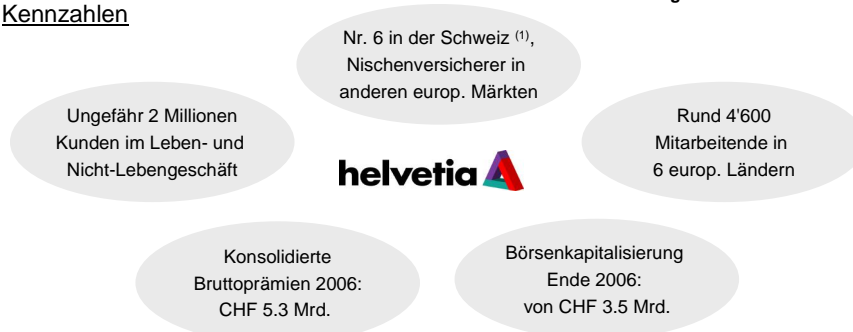 Kennzahlen
Nr. 6 in der Schweiz (1),
Nischenversicherer in
anderen europ. Märkten
Ungefähr 2 Millionen
Kunden im Leben- und
Nicht-Lebengeschäft
Rund 4'600
Mitarbeitende in
6 europ. Ländern
helvetia
Konsolidierte
Bruttoprämien 2006:
CHF 5.3 Mrd.
Börsenkapitalisierung
Ende 2006:
von CHF 3.5 Mrd.